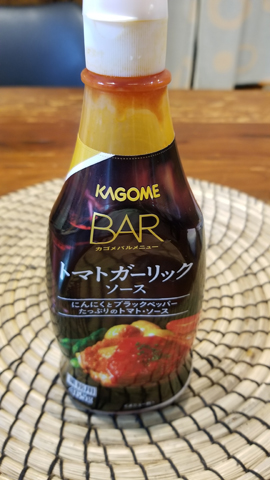 KAGOME
BAR
カゴメバルメニュー
トマトガーリック
ソース
にんにくとブラックペッパー
たっぷりのトマト・ソース